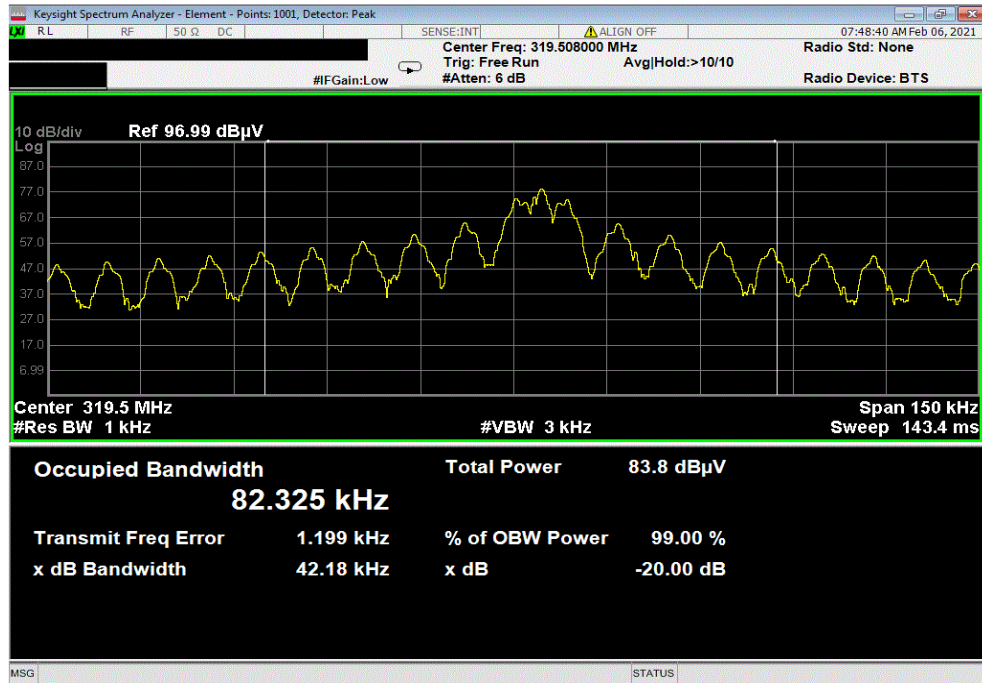 Keysight Spectrum Analyzer - Element - Points: 1001, Detector: Peak
LXI RL RF 50 Ω DC SENSE:INT ALIGN OFF 07:48:40 AM Feb 06, 2021
Center Freq: 319.508000 MHz Radio Std: None
Trig: Free Run Avg|Hold:>10/10
#IFGain:Low #Atten: 6 dB Radio Device: BTS
10 dB/div Ref 96.99 dBµV
Log
87.0
77.0
67.0
57.0
47.0
37.0
27.0
17.0
6.99
Center 319.5 MHz Span 150 kHz
#Res BW 1 kHz #VBW 3 kHz Sweep 143.4 ms
Occupied Bandwidth Total Power 83.8 dBµV
82.325 kHz
Transmit Freq Error 1.199 kHz % of OBW Power 99.00 %
x dB Bandwidth 42.18 kHz x dB -20.00 dB
MSG STATUS